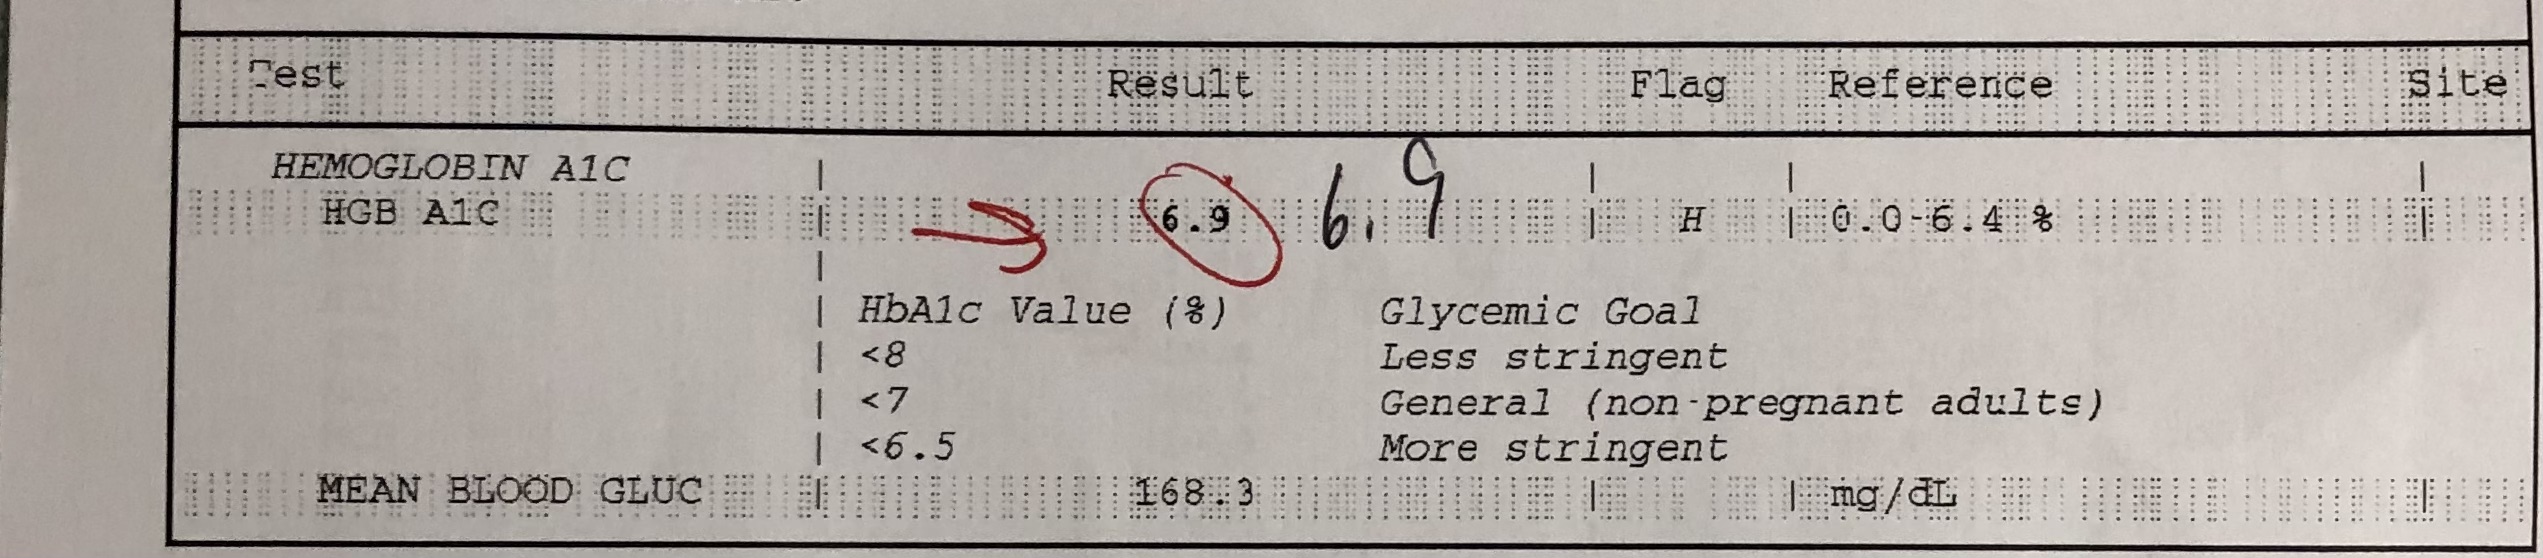 Test Result Flag Reference Site
HEMOGLOBIN A1C
HGB A1C 6.9 6.9 H 0.0-6.4 %
HbA1c Value (%) Glycemic Goal
<8 Less stringent
<7 General (non-pregnant adults)
<6.5 More stringent
MEAN BLOOD GLUC 168.3 mg/dL